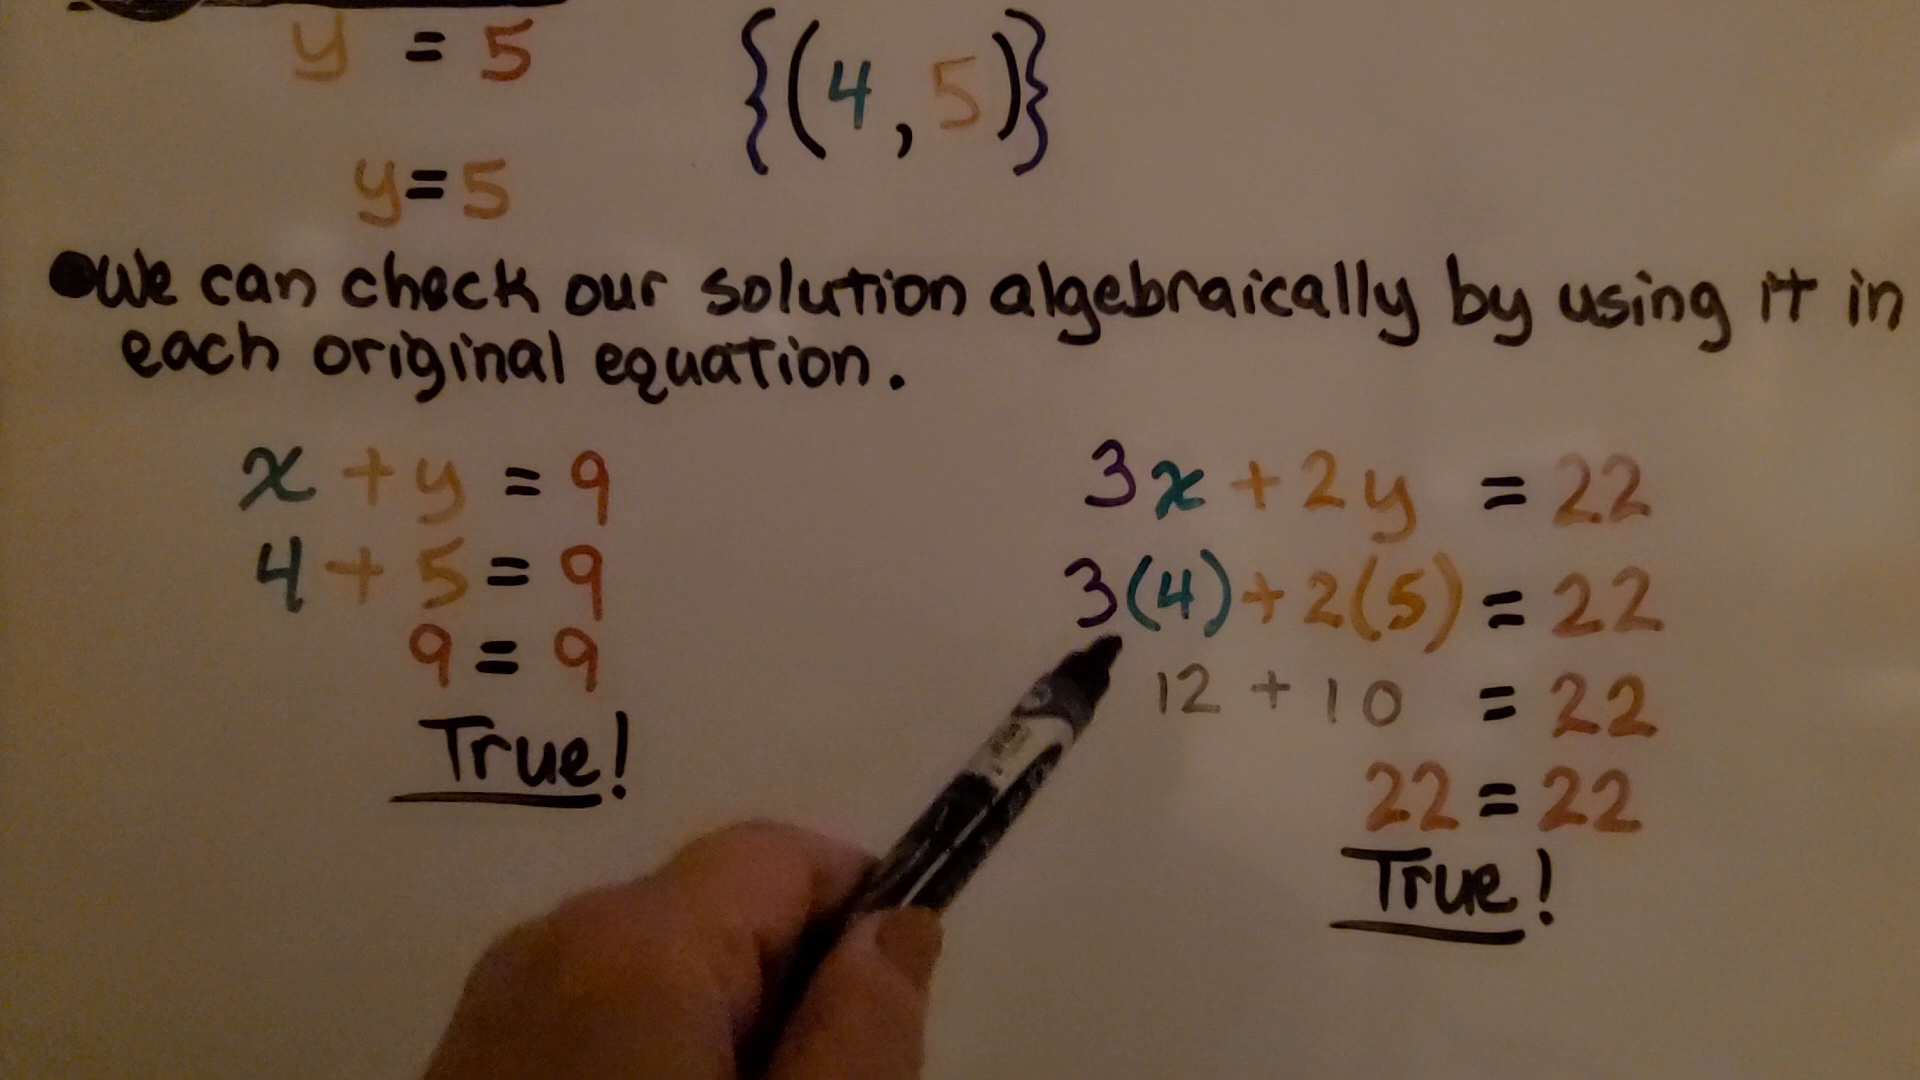 y = 5
{(4, 5)}
y=5
•We can check our solution algebraically by using it in
each original equation.
x + y = 9
4 + 5 = 9
9 = 9
True!
3x + 2y = 22
3(4) + 2(5) = 22
12 + 10 = 22
22 = 22
True!